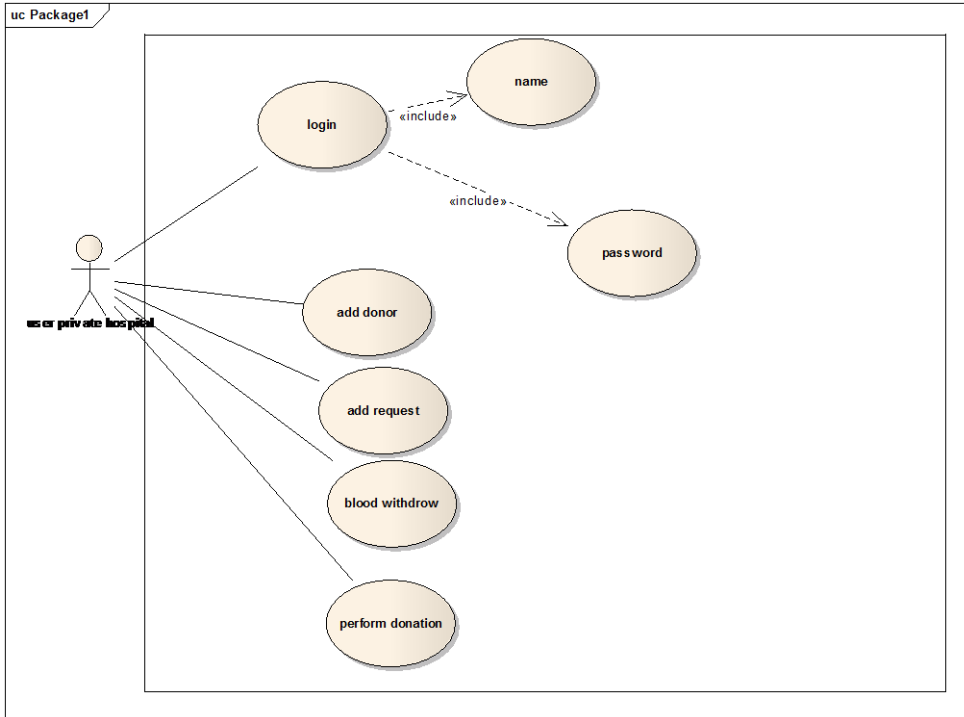 uc Package1
name
login
«include»
«include»
password
add donor
user private hospital
add request
blood withdrow
perform donation